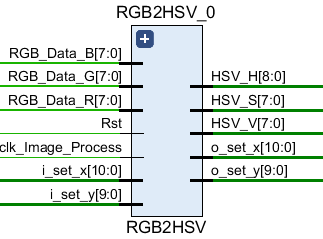 RGB2HSV_0
RGB_Data_B[7:0]
RGB_Data_G[7:0]
RGB_Data_R[7:0]
Rst
clk_Image_Process
i_set_x[10:0]
i_set_y[9:0]
HSV_H[8:0]
HSV_S[7:0]
HSV_V[7:0]
o_set_x[10:0]
o_set_y[9:0]
RGB2HSV